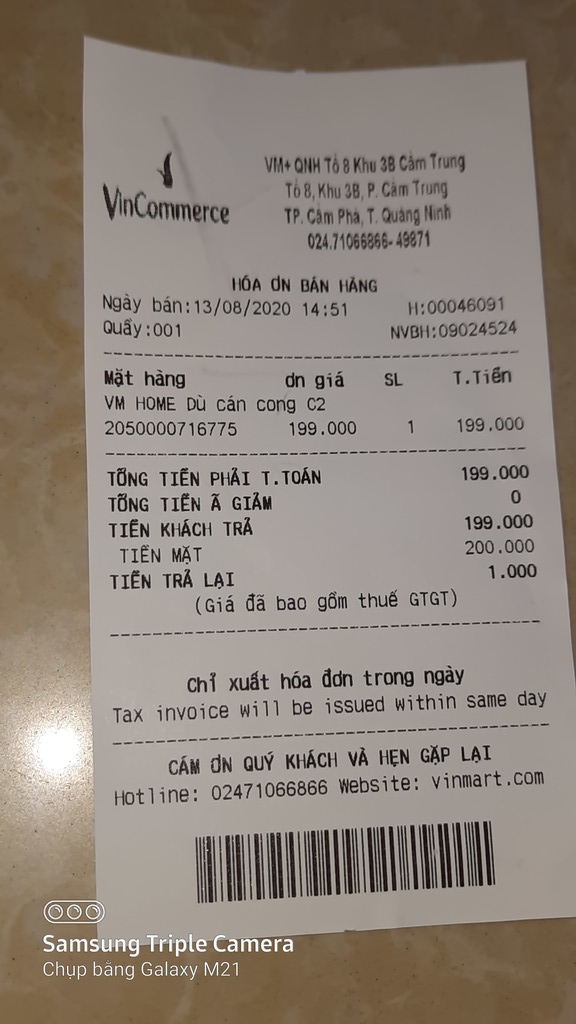 VinCommerce
VM+ QNH Tổ 8 Khu 3B Cẩm Trung
Tổ 8, Khu 3B, P. Cẩm Trung
TP. Cẩm Phả, T. Quảng Ninh
024.71066866-49871
HÓA ƠN BÁN HÀNG
Ngày bán:13/08/2020 14:51 H:00046091
Quầy:001 NVBH:09024524
Mặt hàng ơn giá SL T.Tiền
VM HOME Dù cán cong C2
2050000716775 199.000 1 199.000
TỔNG TIỀN PHẢI T.TOÁN 199.000
TỔNG TIỀN Ã GIẢM 0
TIỀN KHÁCH TRẢ 199.000
TIỀN MẶT 200.000
TIỀN TRẢ LẠI 1.000
(Giá đã bao gồm thuế GTGT)
Chỉ xuất hóa đơn trong ngày
Tax invoice will be issued within same day
CÁM ƠN QUÝ KHÁCH VÀ HẸN GẶP LẠI
Hotline: 02471066866 Website: vinmart.com
Samsung Triple Camera
Chụp bằng Galaxy M21